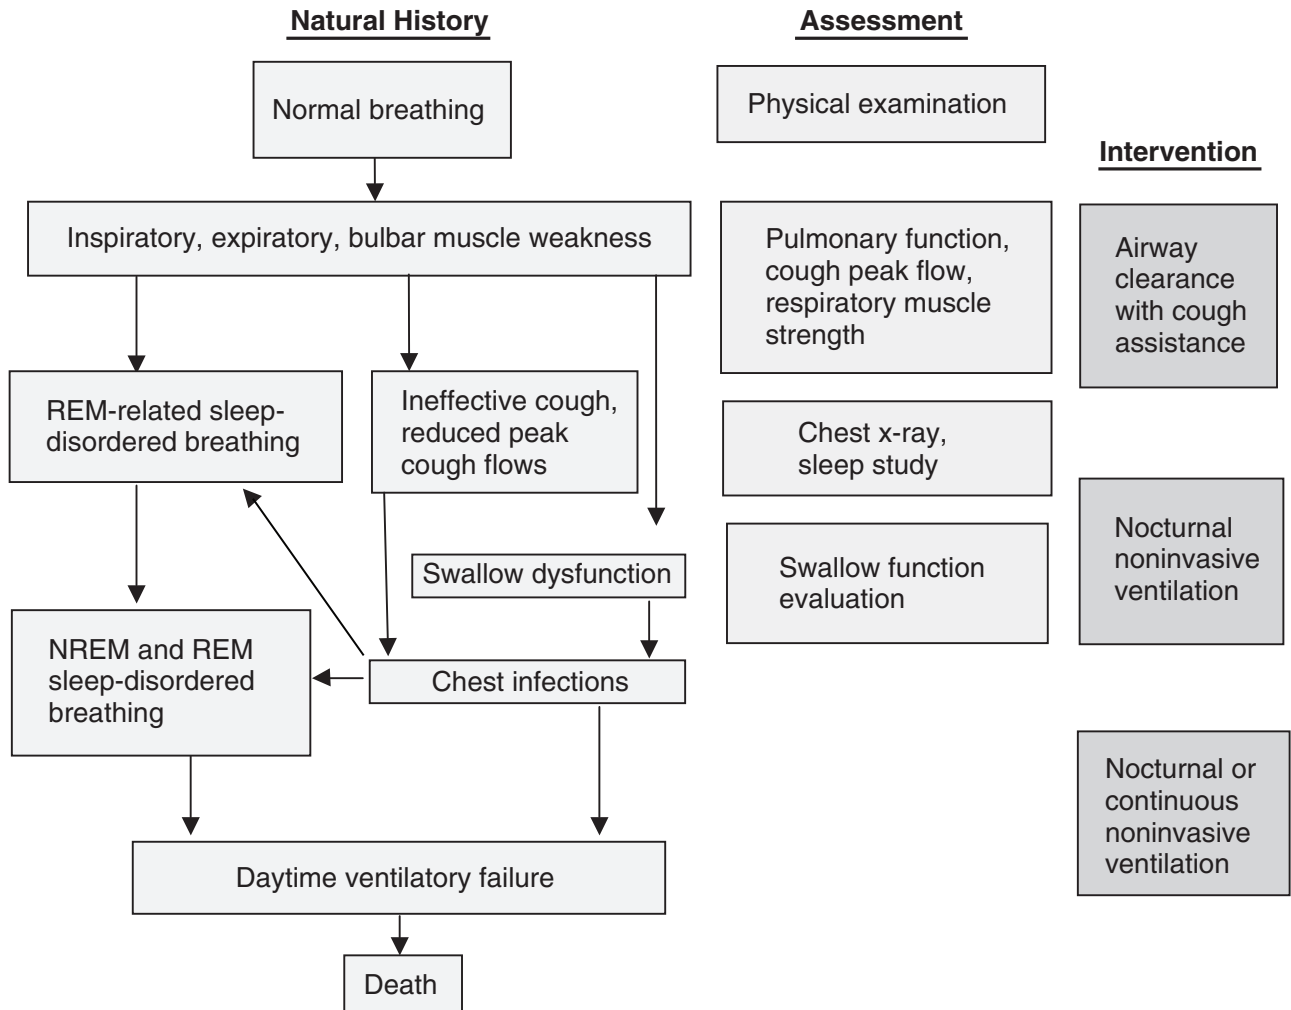 Natural History
Normal breathing
Inspiratory, expiratory, bulbar muscle weakness
REM-related sleep-
disordered breathing
Ineffective cough,
reduced peak
cough flows
Swallow dysfunction
NREM and REM
sleep-disordered
breathing
Chest infections
Daytime ventilatory failure
Death
Assessment
Physical examination
Pulmonary function,
cough peak flow,
respiratory muscle
strength
Chest x-ray,
sleep study
Swallow function
evaluation
Intervention
Airway
clearance
with cough
assistance
Nocturnal
noninvasive
ventilation
Nocturnal or
continuous
noninvasive
ventilation